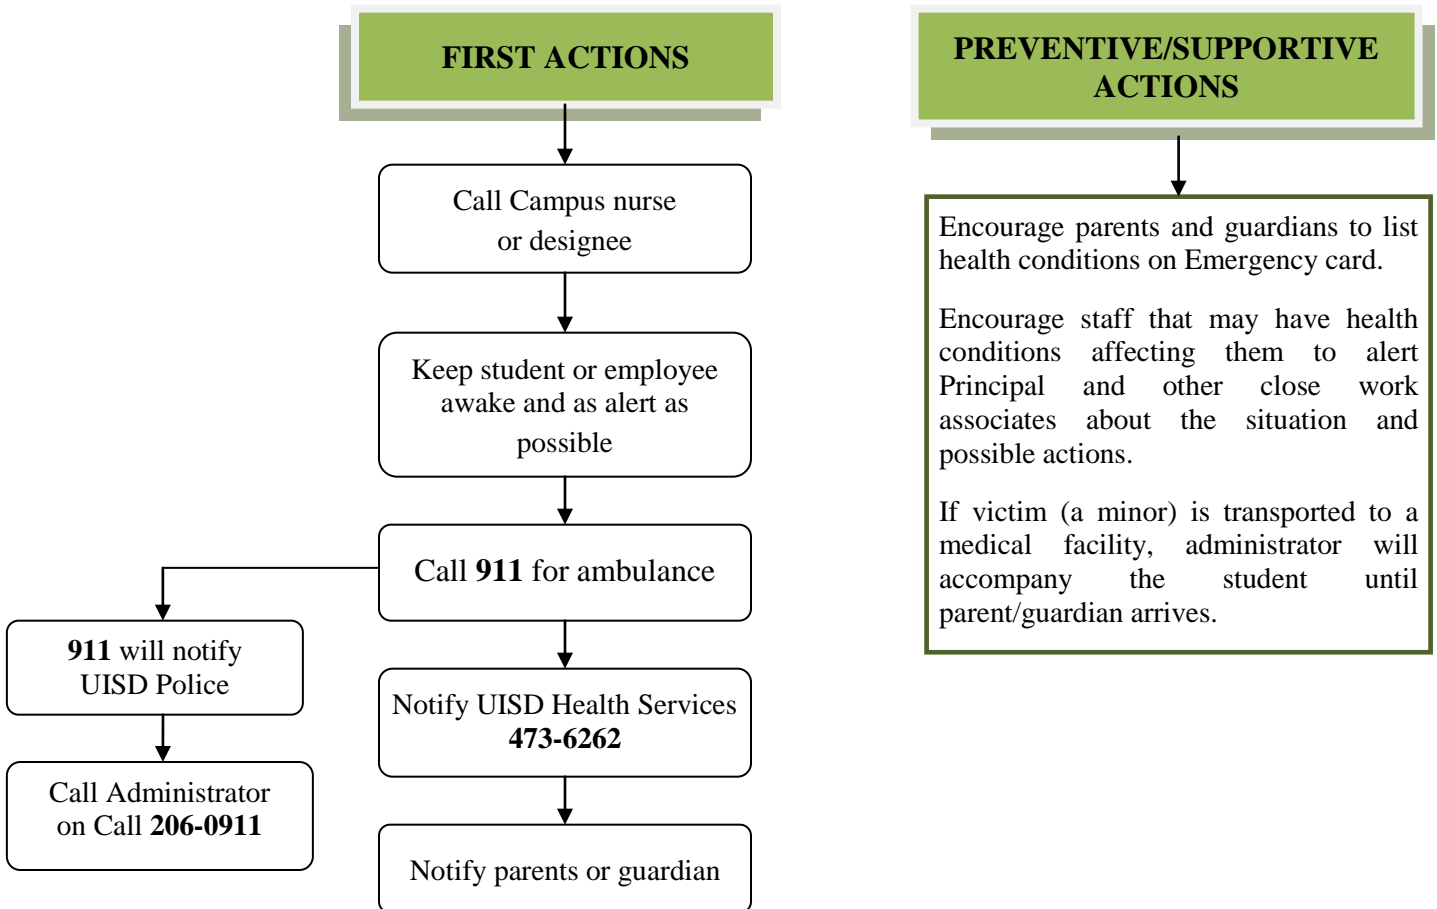 FIRST ACTIONS
Call Campus nurse
or designee
Keep student or employee
awake and as alert as
possible
Call 911 for ambulance
911 will notify
UISD Police
Call Administrator
on Call 206-0911
Notify UISD Health Services
473-6262
Notify parents or guardian
PREVENTIVE/SUPPORTIVE
ACTIONS
Encourage parents and guardians to list
health conditions on Emergency card.
Encourage staff that may have health
conditions affecting them to alert
Principal and other close work
associates about the situation and
possible actions.
If victim (a minor) is transported to a
medical facility, administrator will
accompany the student until
parent/guardian arrives.